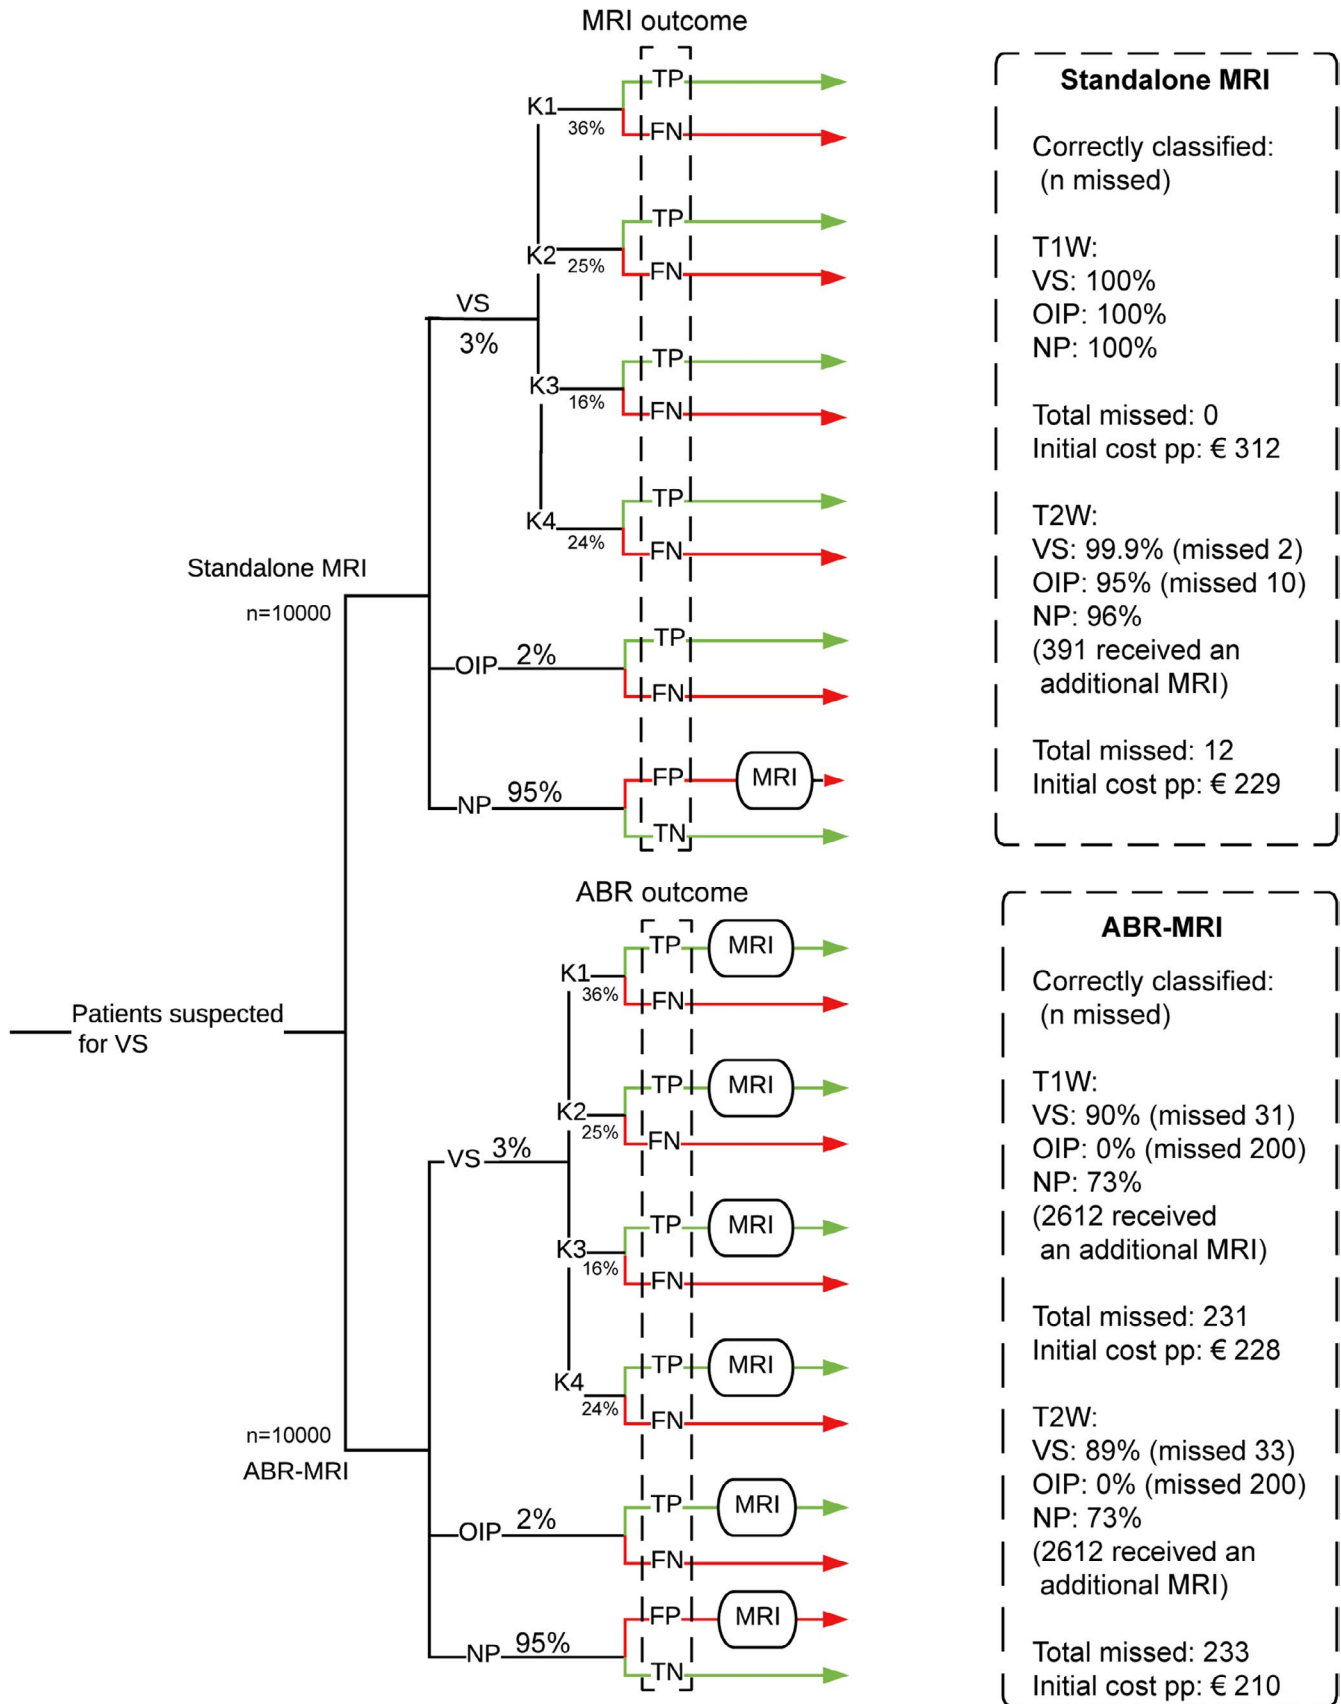 MRI outcome
TP
K1
36%
FN
TP
K2
25%
FN
VS
3%
TP
K3
16%
FN
TP
K4
24%
FN
Standalone MRI
n=10000
TP
OIP 2%
FN
FP MRI
NP 95%
TN
Standalone MRI
Correctly classified:
(n missed)
T1W:
VS: 100%
OIP: 100%
NP: 100%
Total missed: 0
Initial cost pp: € 312
T2W:
VS: 99.9% (missed 2)
OIP: 95% (missed 10)
NP: 96%
(391 received an
additional MRI)
Total missed: 12
Initial cost pp: € 229
Patients suspected
for VS
ABR outcome
TP MRI
K1
36%
FN
TP MRI
K2
25%
FN
VS 3%
TP MRI
K3
16%
FN
TP MRI
K4
24%
FN
n=10000
ABR-MRI
TP MRI
OIP 2%
FN
FP MRI
NP 95%
TN
ABR-MRI
Correctly classified:
(n missed)
T1W:
VS: 90% (missed 31)
OIP: 0% (missed 200)
NP: 73%
(2612 received
an additional MRI)
Total missed: 231
Initial cost pp: € 228
T2W:
VS: 89% (missed 33)
OIP: 0% (missed 200)
NP: 73%
(2612 received an
additional MRI)
Total missed: 233
Initial cost pp: € 210